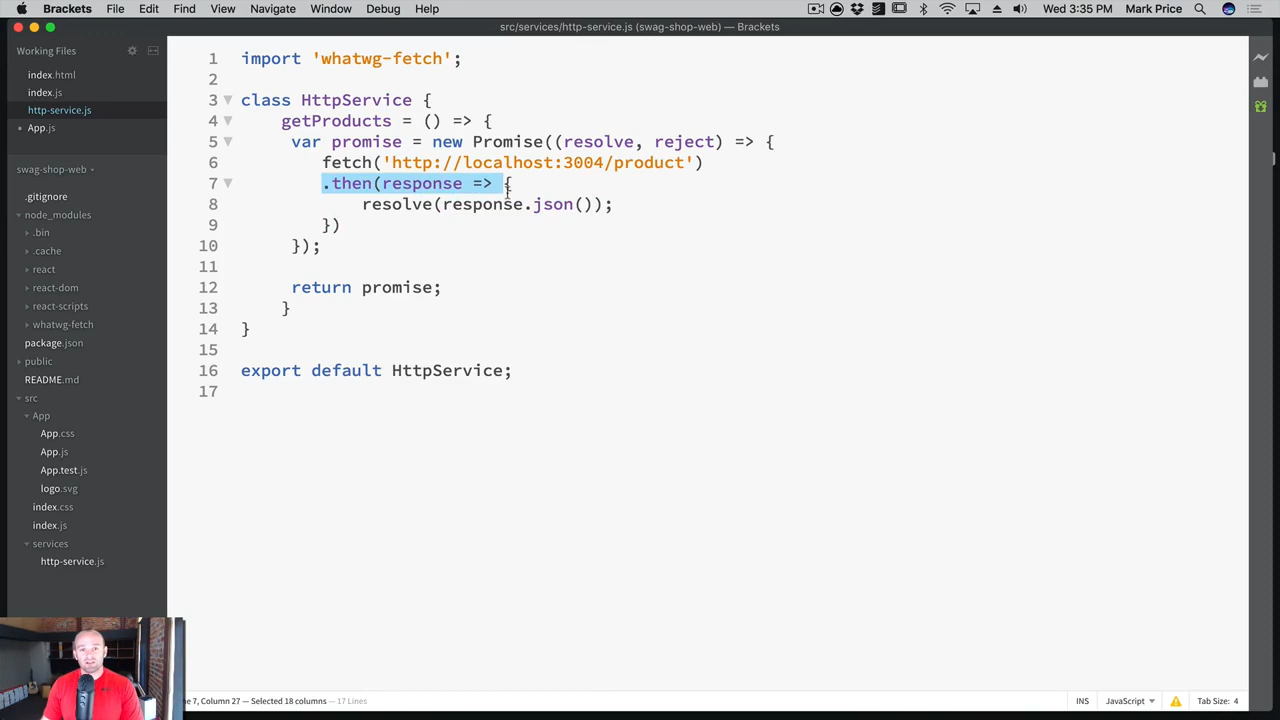 Brackets File Edit Find View Navigate Window Debug Help Wed 3:35 PM Mark Price
src/services/http-service.js (swag-shop-web) — Brackets
Working Files
index.html
index.js
http-service.js
App.js
swag-shop-web
.gitignore
node_modules
.bin
.cache
react
react-dom
react-scripts
whatwg-fetch
package.json
public
README.md
src
App
App.css
App.js
App.test.js
logo.svg
index.css
index.js
services
http-service.js
1 import 'whatwg-fetch';
2
3 class HttpService {
4 getProducts = () => {
5 var promise = new Promise((resolve, reject) => {
6 fetch('http://localhost:3004/product')
7 .then(response => {
8 resolve(response.json());
9 })
10 });
11
12 return promise;
13 }
14 }
15
16 export default HttpService;
17
7, Column 27 — Selected 18 columns — 17 Lines INS JavaScript Tab Size: 4